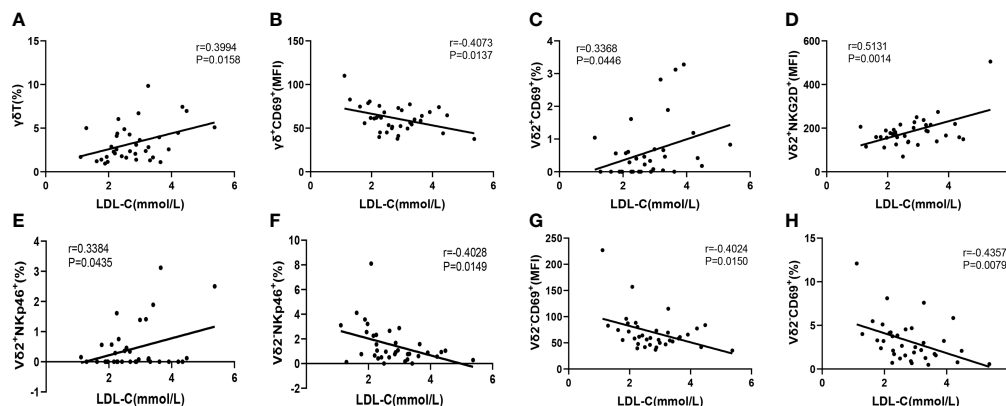 A
r=0.3994
P=0.0158
γδT(%)
15
10
5
0
0 2 4 6
LDL-C(mmol/L)
B
r=-0.4073
P=0.0137
γδ⁺CD69⁺(MFI)
150
100
50
0
0 2 4 6
LDL-C(mmol/L)
C
r=0.3368
P=0.0446
Vδ2⁺CD69⁺(%)
4
3
2
1
0
0 2 4 6
LDL-C(mmol/L)
D
r=0.5131
P=0.0014
Vδ2⁺NKG2D⁺(MFI)
600
400
200
0
0 2 4 6
LDL-C(mmol/L)
E
r=0.3384
P=0.0435
Vδ2⁺NKp46⁺(%)
4
3
2
1
0
-1
2 4 6
LDL-C(mmol/L)
F
r=-0.4028
P=0.0149
Vδ2⁻NKp46⁺(%)
10
8
6
4
2
0
-2
2 4 6
LDL-C(mmol/L)
G
r=-0.4024
P=0.0150
Vδ2⁻CD69⁺(MFI)
250
200
150
100
50
0
0 2 4 6
LDL-C(mmol/L)
H
r=-0.4357
P=0.0079
Vδ2⁻CD69⁺(%)
15
10
5
0
0 2 4 6
LDL-C(mmol/L)